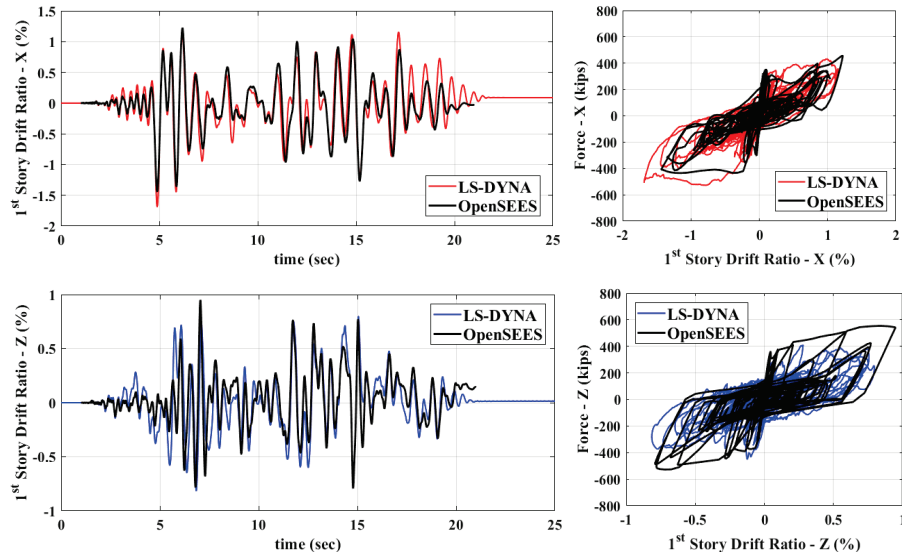 1.5
1
0.5
0
-0.5
-1
-1.5
-2
1st Story Drift Ratio - X (%)
LS-DYNA
OpenSEES
0 5 10 15 20 25
time (sec)
800
600
400
200
0
-200
-400
-600
-800
Force - X (kips)
LS-DYNA
OpenSEES
-2 -1 0 1 2
1st Story Drift Ratio - X (%)
1
0.5
0
-0.5
-1
1st Story Drift Ratio - Z (%)
LS-DYNA
OpenSEES
0 5 10 15 20 25
time (sec)
800
600
400
200
0
-200
-400
-600
-800
Force - Z (kips)
LS-DYNA
OpenSEES
-1 -0.5 0 0.5 1
1st Story Drift Ratio - Z (%)